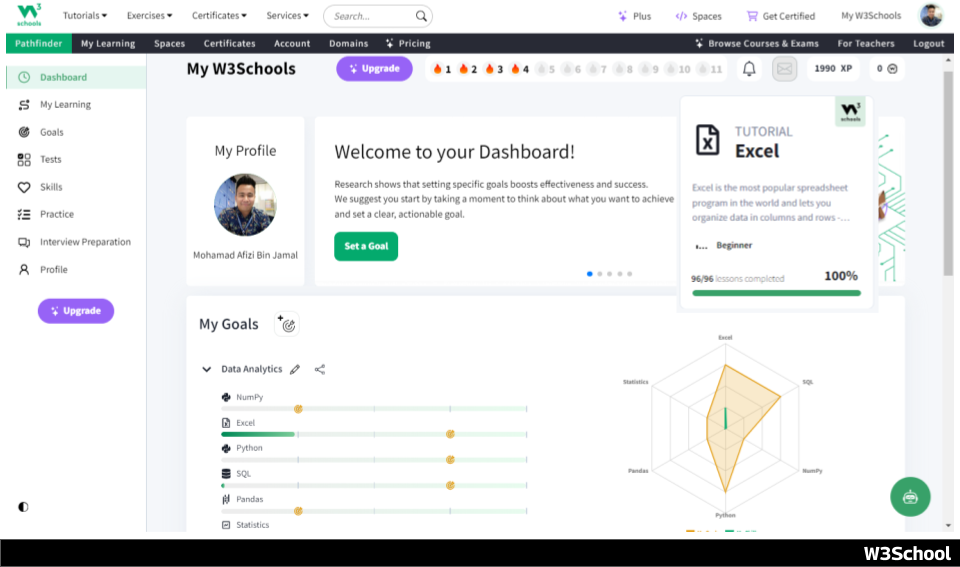 W3
schools
Tutorials
Exercises
Certificates
Services
Search...
Plus
Spaces
Get Certified
My W3Schools
Pathfinder
My Learning
Spaces
Certificates
Account
Domains
Pricing
Browse Courses & Exams
For Teachers
Logout
Dashboard
My Learning
Goals
Tests
Skills
Practice
Interview Preparation
Profile
Upgrade
My W3Schools
Upgrade
1 2 3 4 5 6 7 8 9 10 11
1990 XP
0
My Profile
Mohamad Afizi Bin Jamal
Welcome to your Dashboard!
Research shows that setting specific goals boosts effectiveness and success.
We suggest you start by taking a moment to think about what you want to achieve
and set a clear, actionable goal.
Set a Goal
W3
schools
TUTORIAL
Excel
Excel is the most popular spreadsheet
program in the world and lets you
organize data in columns and rows -...
Beginner
96/96 lessons completed
100%
My Goals
Data Analytics
NumPy
Excel
Python
SQL
Pandas
Statistics
Excel
SQL
NumPy
Python
Pandas
Statistics
W3School